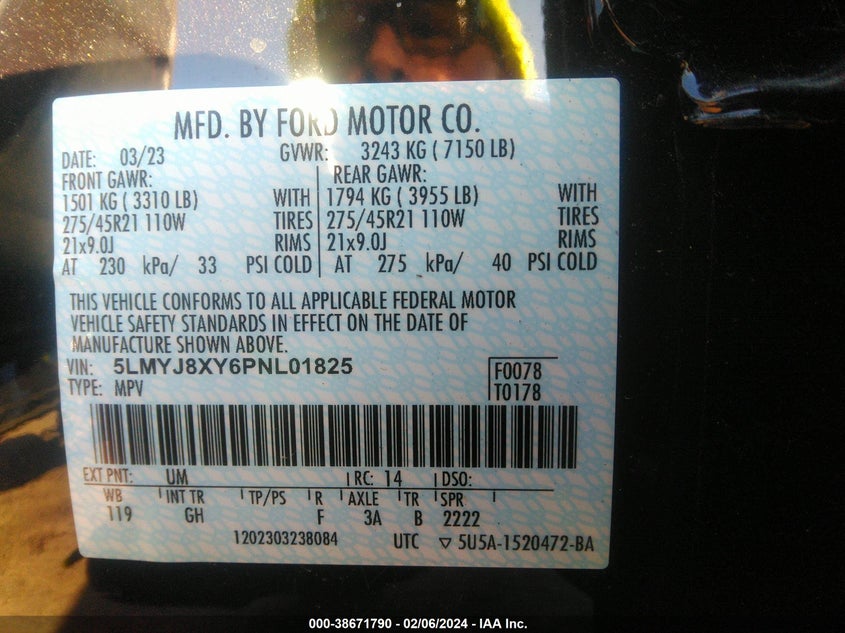 MFD. BY FORD MOTOR CO.
DATE: 03/23 GVWR: 3243 KG ( 7150 LB)
FRONT GAWR: REAR GAWR:
1501 KG ( 3310 LB) WITH 1794 KG ( 3955 LB) WITH
275/45R21 110W TIRES 275/45R21 110W TIRES
21x9.0J RIMS 21x9.0J RIMS
AT 230 kPa/ 33 PSI COLD AT 275 kPa/ 40 PSI COLD
THIS VEHICLE CONFORMS TO ALL APPLICABLE FEDERAL MOTOR
VEHICLE SAFETY STANDARDS IN EFFECT ON THE DATE OF
MANUFACTURE SHOWN ABOVE.
VIN: 5LMYJ8XY6PNL01825 F0078
TYPE: MPV T0178
EXT PNT: UM RC: 14 DSO:
WB INT TR TP/PS R AXLE TR SPR
119 GH F 3A B 2222
1202303238084 UTC ▽ 5U5A-1520472-BA
000-38671790 - 02/06/2024 - IAA Inc.